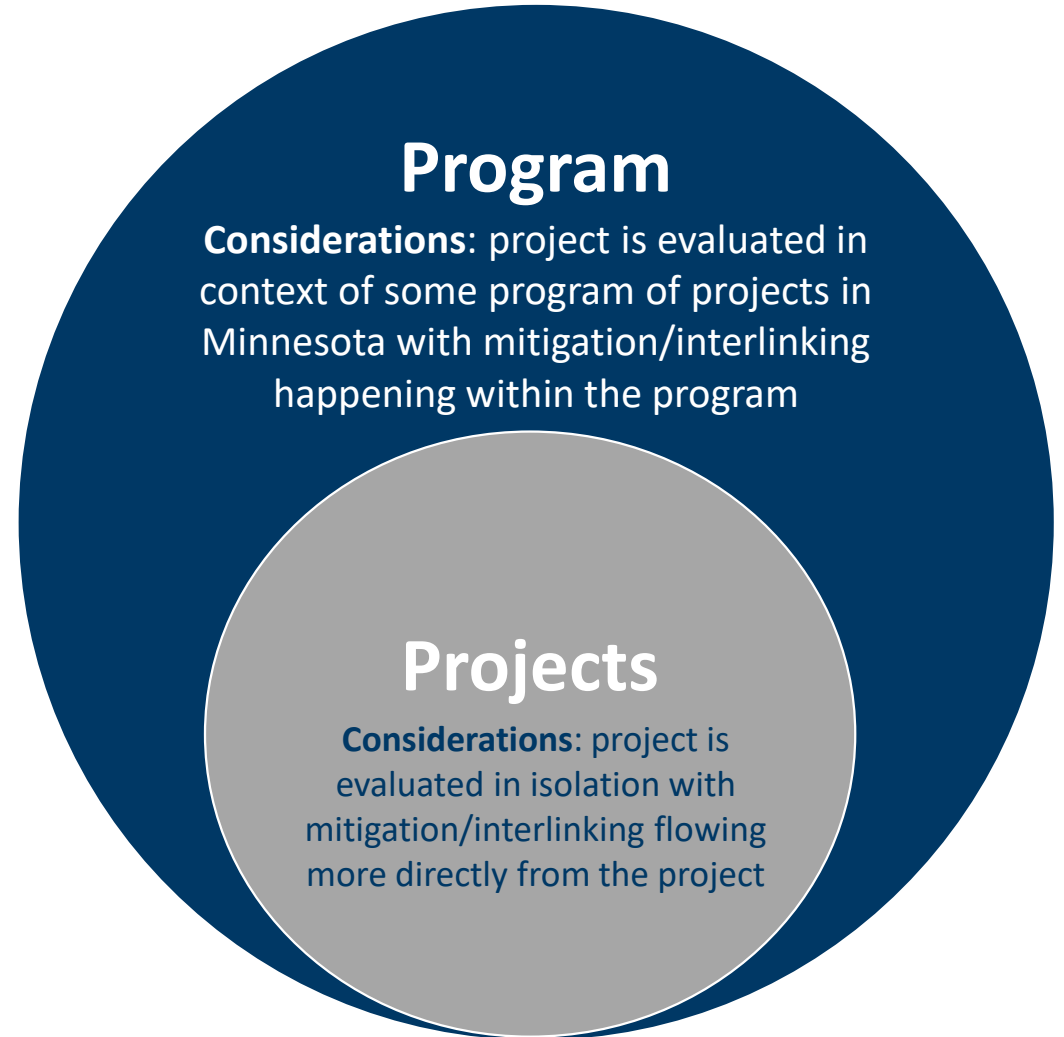 Program
Considerations: project is evaluated in
context of some program of projects in
Minnesota with mitigation/interlinking
happening within the program
Projects
Considerations: project is
evaluated in isolation with
mitigation/interlinking flowing
more directly from the project